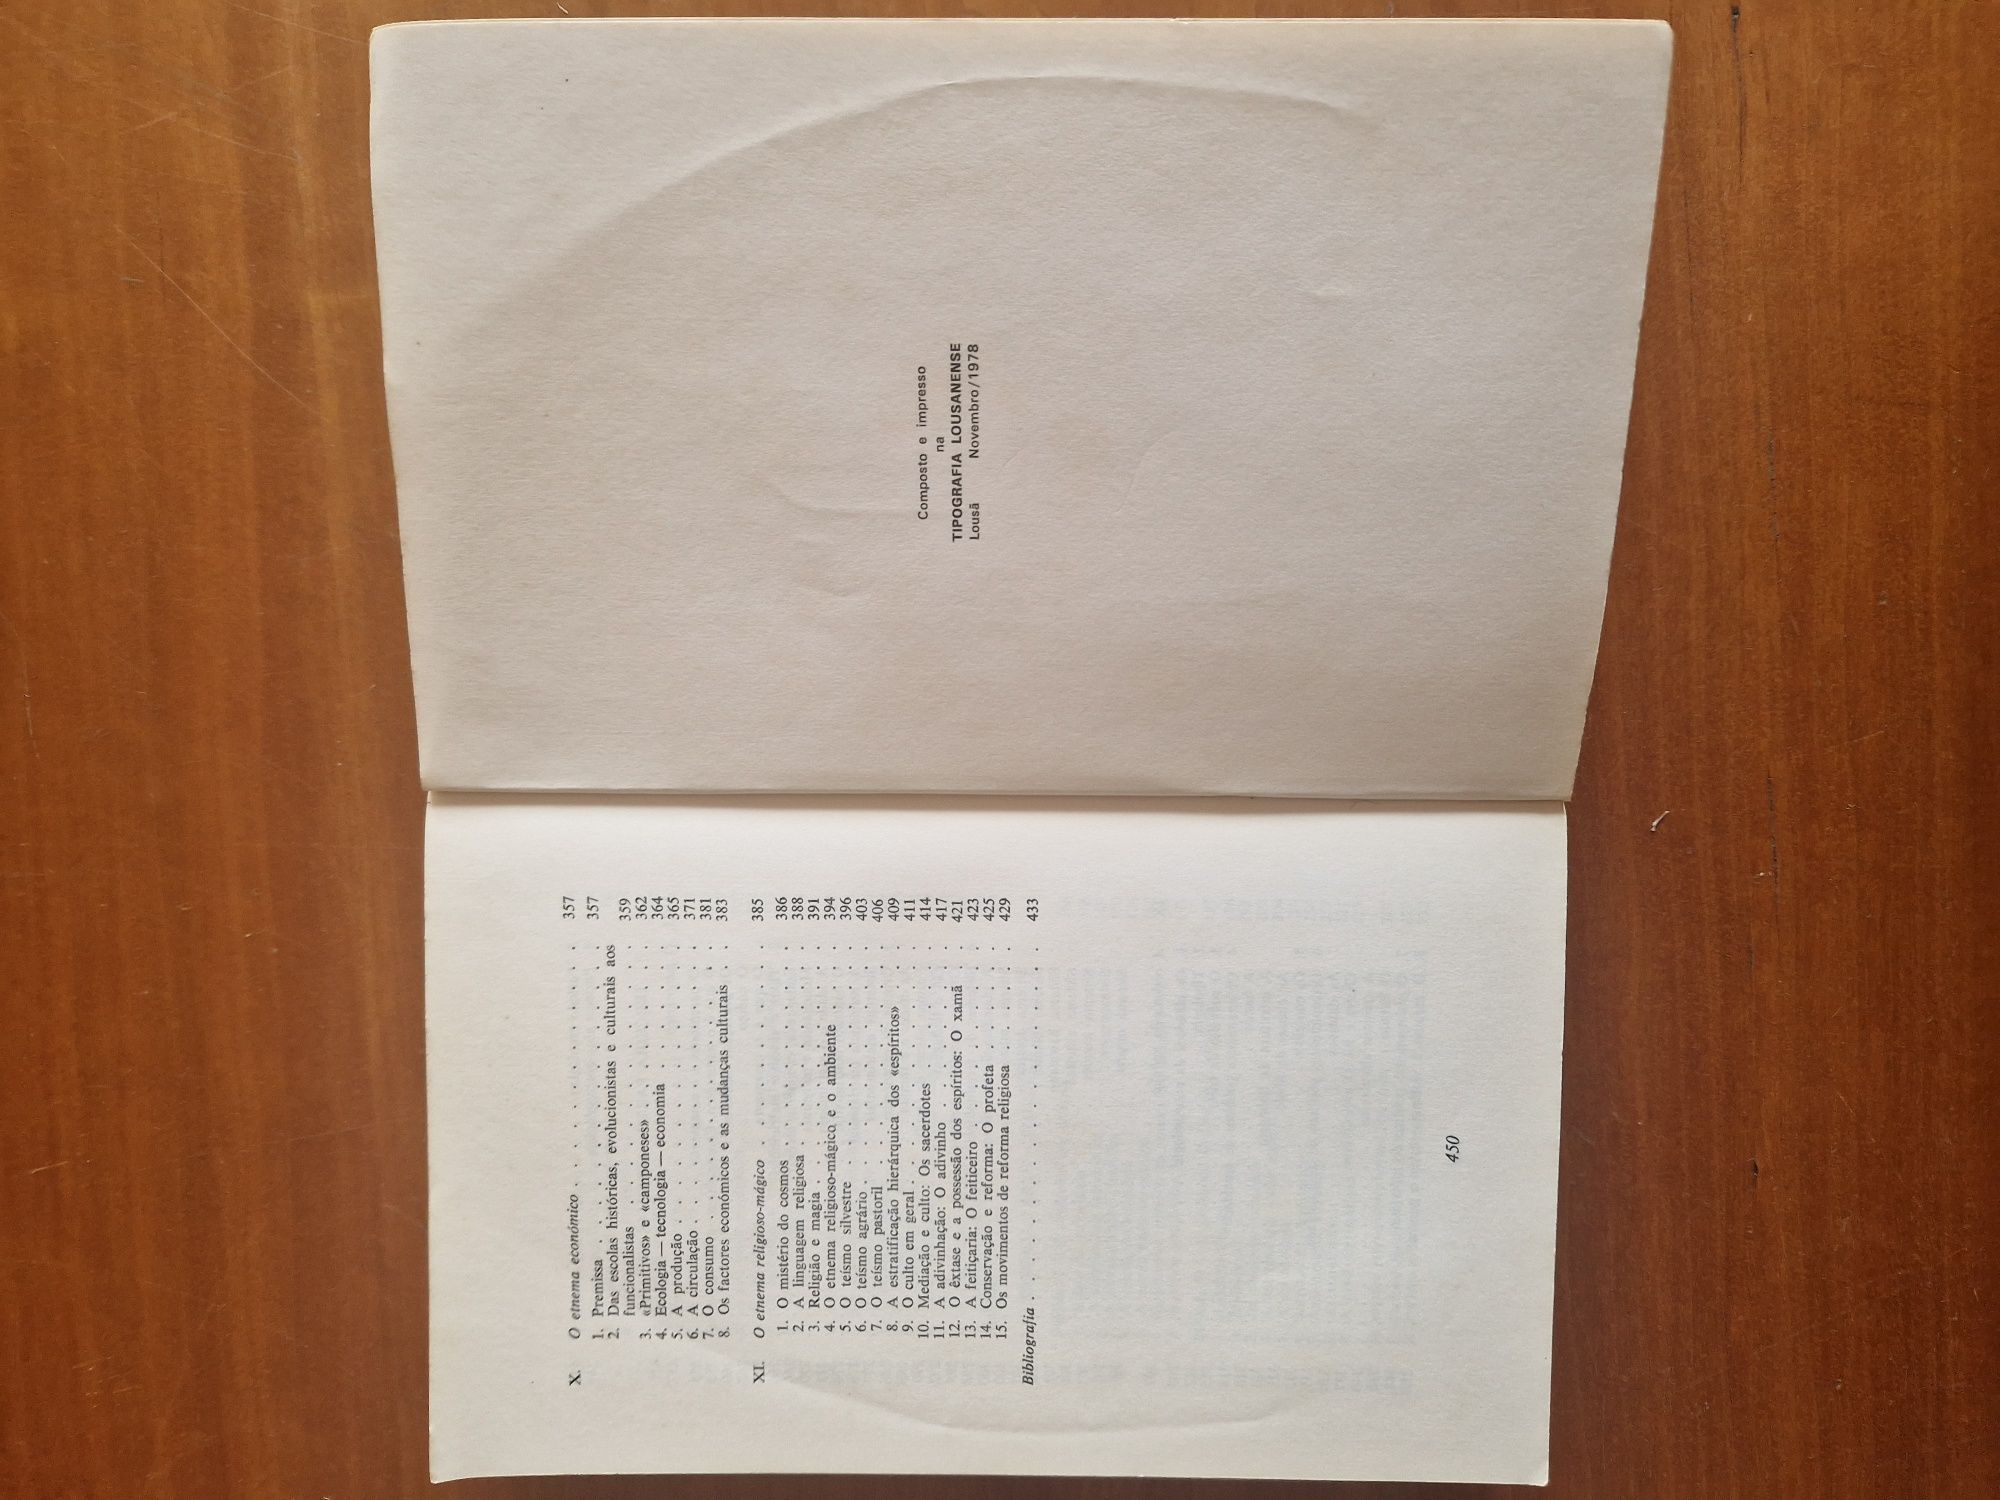 X. O etnema económico . . . . . . . . . . . . . . . . 357
1. Premissa . . . . . . . . . . . . . . . . 357
2. Das escolas históricas, evolucionistas e culturais aos
funcionalistas . . . . . . . . . . . . . . 359
3. «Primitivos» e «camponeses» . . . . . . . . 362
4. Ecologia — tecnologia — economia . . . . . . . 364
5. A produção . . . . . . . . . . . . . . 365
6. A circulação . . . . . . . . . . . . . . 371
7. O consumo . . . . . . . . . . . . . . 381
8. Os factores económicos e as mudanças culturais . . 383
XI. O etnema religioso-mágico . . . . . . . . . . 385
1. O mistério do cosmos . . . . . . . . . . 386
2. A linguagem religiosa . . . . . . . . . . 388
3. Religião e magia . . . . . . . . . . . . 391
4. O etnema religioso-mágico e o ambiente . . . . 394
5. O teísmo silvestre . . . . . . . . . . . 396
6. O teísmo agrário . . . . . . . . . . . . 403
7. O teísmo pastoril . . . . . . . . . . . 406
8. A estratificação hierárquica dos «espíritos» . . 409
9. O culto em geral . . . . . . . . . . . . 411
10. Mediação e culto: Os sacerdotes . . . . . . . 414
11. A adivinhação: O adivinho . . . . . . . . 417
12. O êxtase e a possessão dos espíritos: O xamã . . 421
13. A feitiçaria: O feiticeiro . . . . . . . . 423
14. Conservação e reforma: O profeta . . . . . . 425
15. Os movimentos de reforma religiosa . . . . . . 429
Bibliografia . . . . . . . . . . . . . . . . . . 433
450
Composto e impresso
na
TIPOGRAFIA LOUSANENSE
Lousã Novembro/1978